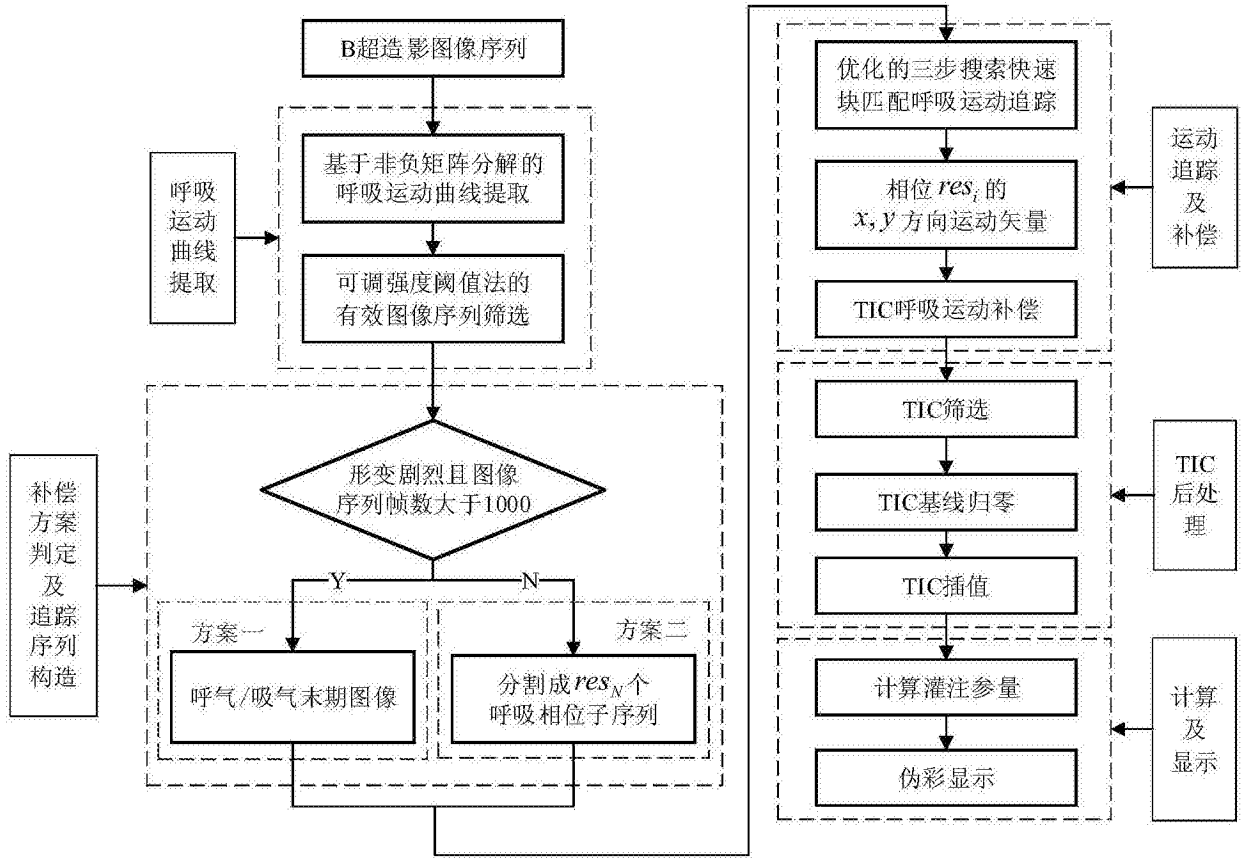 B超造影图像序列
呼吸
运动
曲线
提取
基于非负矩阵分解的
呼吸运动曲线提取
可调强度阈值法的
有效图像序列筛选
补偿
方案
判定
及
追踪
序列
构造
形变剧烈且图像
序列帧数大于1000
Y
N
方案一
呼气/吸气末期图像
方案二
分割成resN个
呼吸相位子序列
优化的三步搜索快速
块匹配呼吸运动追踪
相位resi的
x,y方向运动矢量
TIC呼吸运动补偿
运动
追踪
及
补偿
TIC筛选
TIC基线归零
TIC插值
TIC
后处
理
计算灌注参量
伪彩显示
计算
及
显示